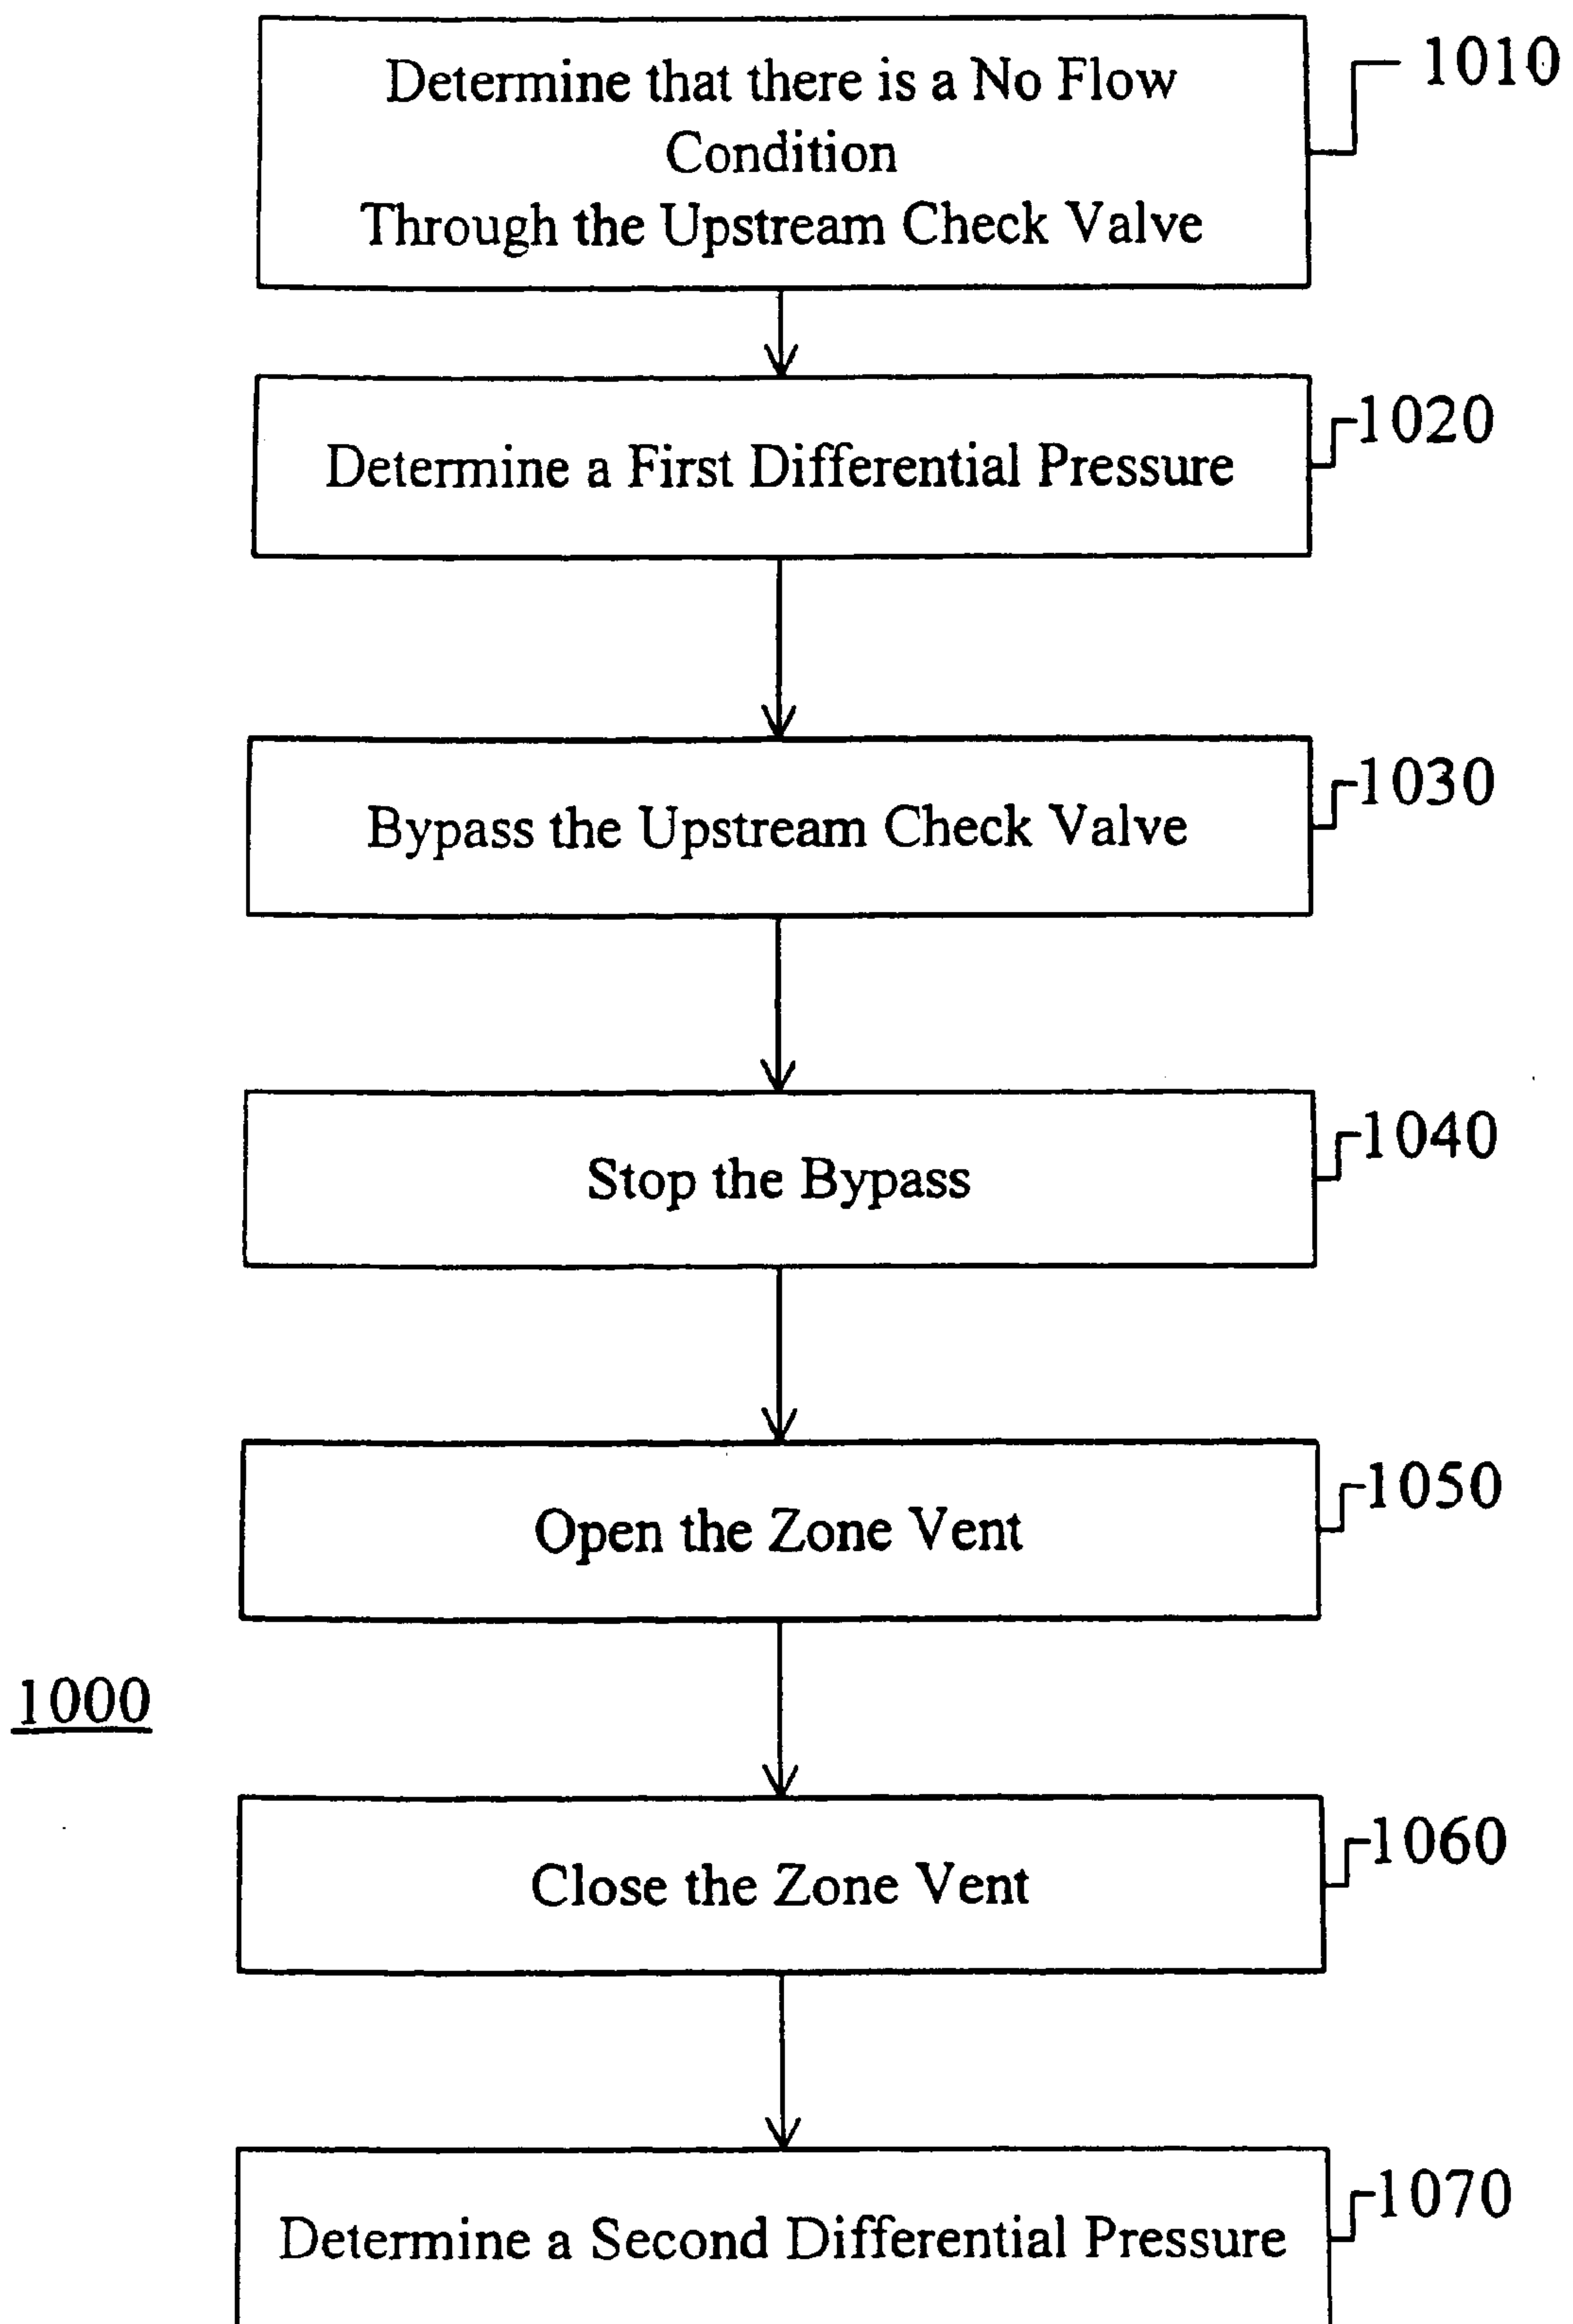 Determine that there is a No Flow
Condition
Through the Upstream Check Valve
1010
Determine a First Differential Pressure
1020
Bypass the Upstream Check Valve
1030
Stop the Bypass
1040
Open the Zone Vent
1050
1000
Close the Zone Vent
1060
Determine a Second Differential Pressure
1070